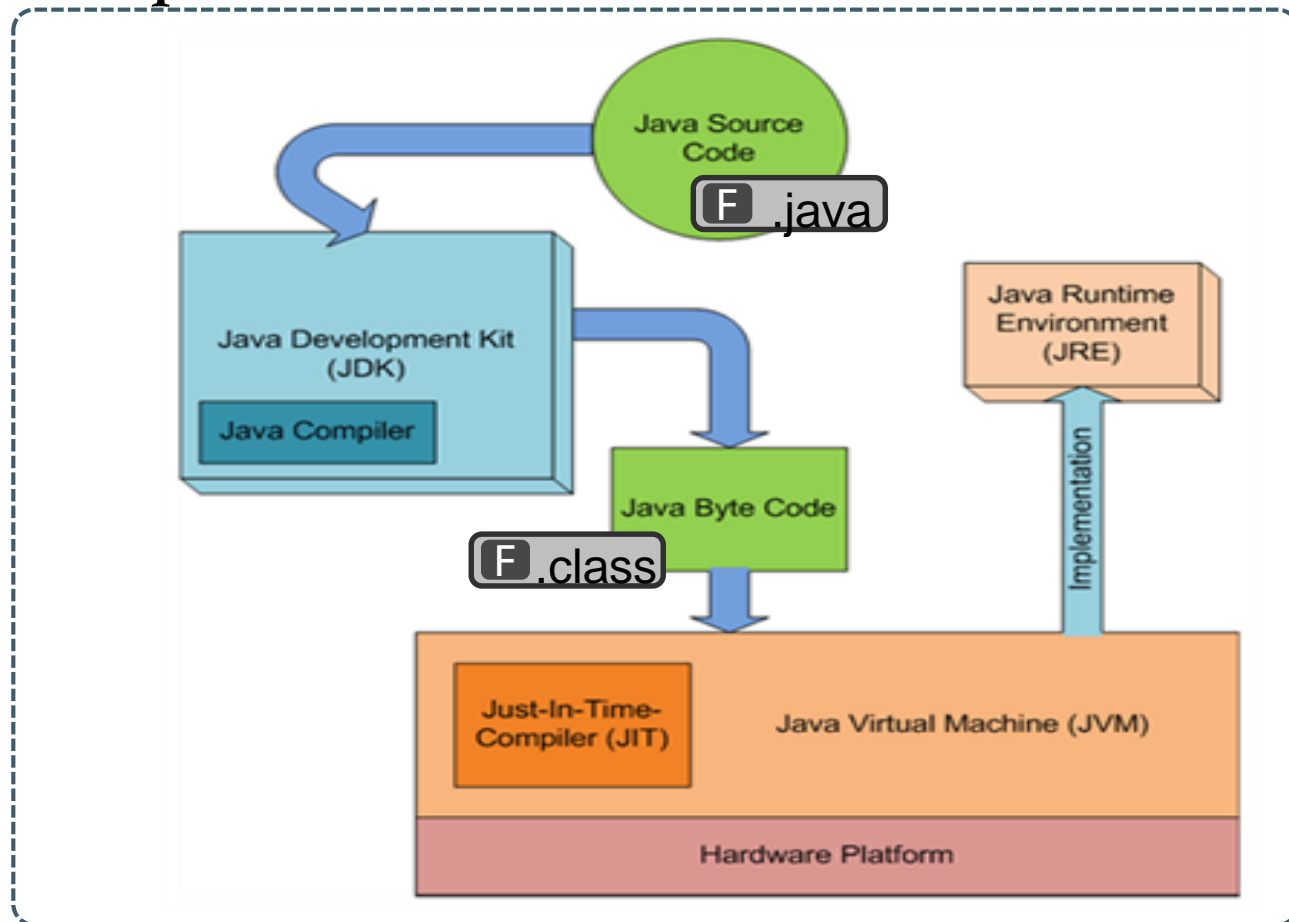 Java Source
Code
F .java
Java Development Kit
(JDK)
Java Compiler
Java Runtime
Environment
(JRE)
Implementation
Java Byte Code
F .class
Just-In-Time-
Compiler (JIT)
Java Virtual Machine (JVM)
Hardware Platform